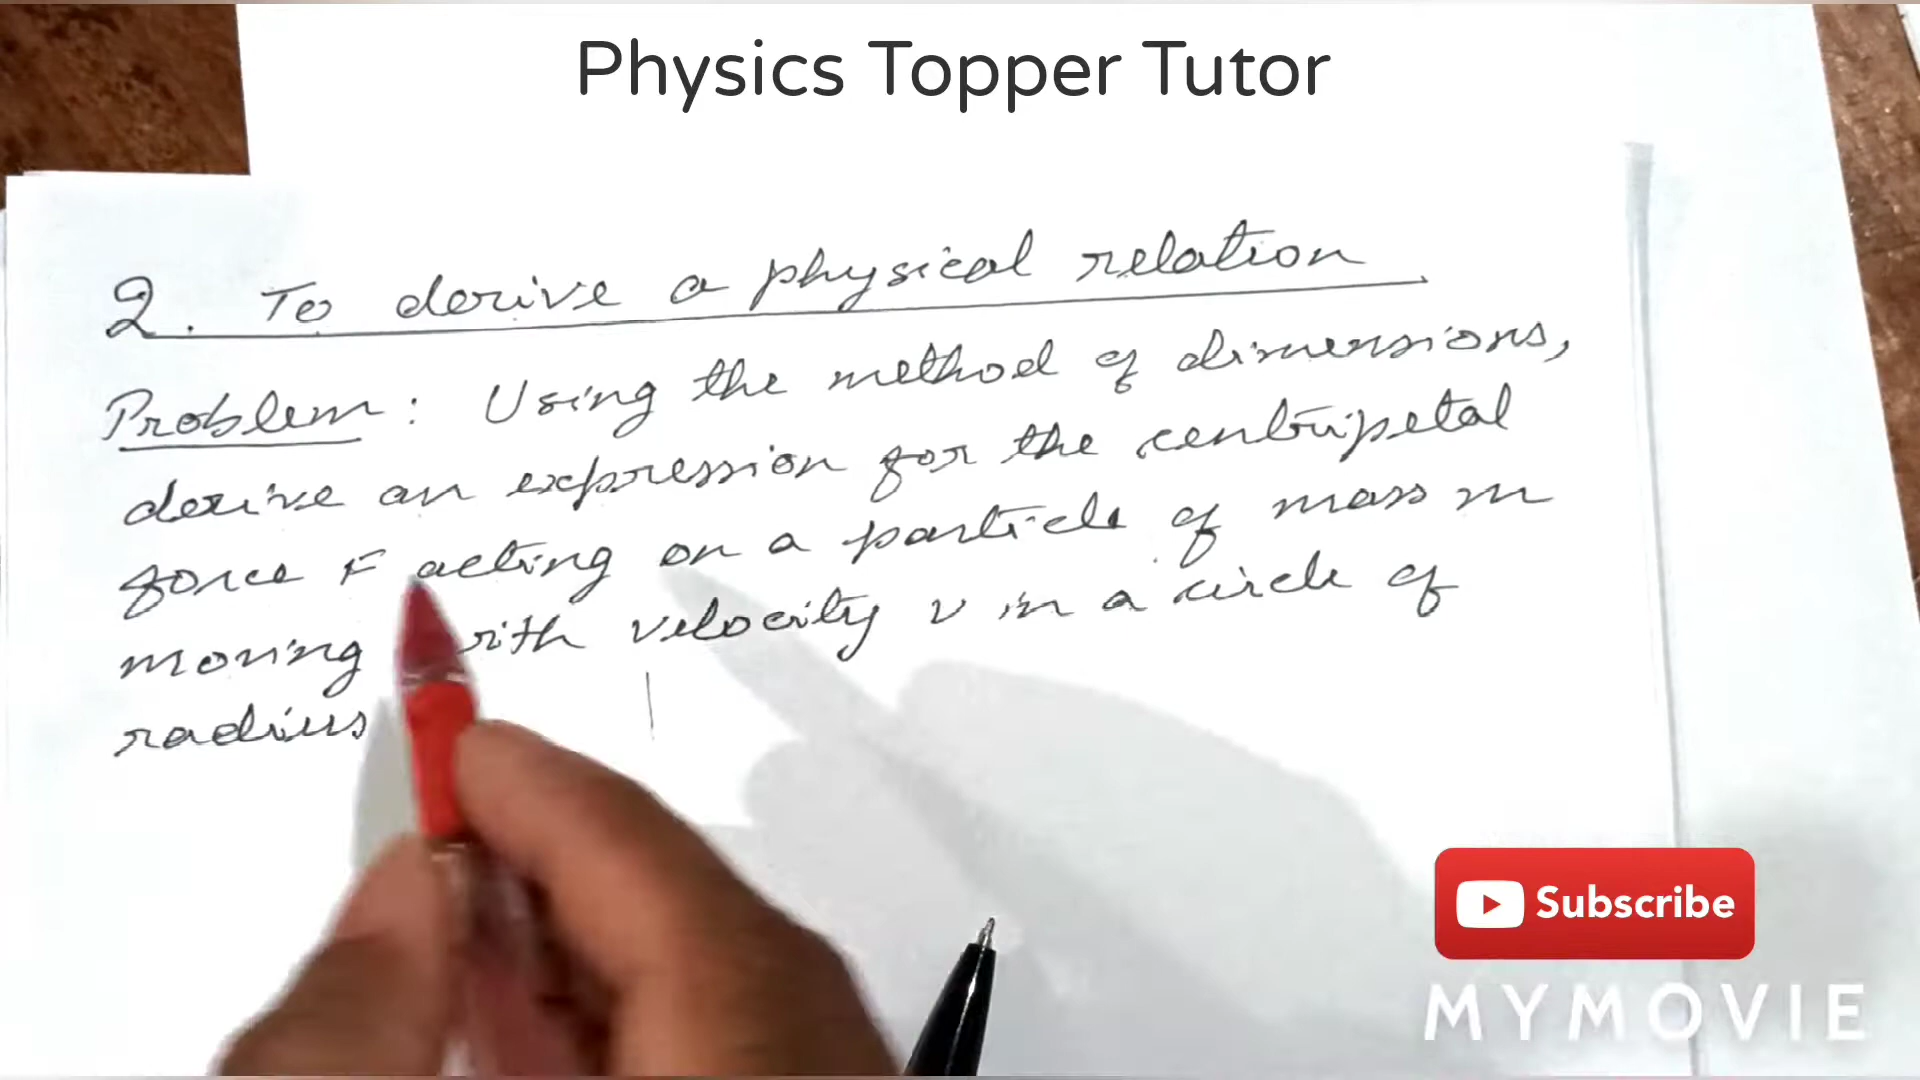 Physics Topper Tutor
2. To derive a physical relation
Problem: Using the method of dimensions,
derive an expression for the centripetal
force F acting on a particle of mass m
moving with velocity v in a circle of
radius
Subscribe
MYMOVIE